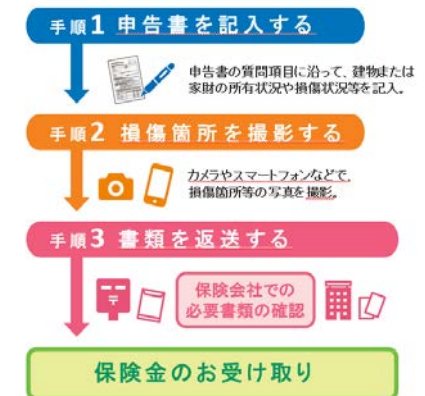 手順1 申告書を記入する
申告書の質問項目に沿って、建物または
家財の所有状況や損傷状況等を記入。
手順2 損傷箇所を撮影する
カメラやスマートフォンなどで、
損傷箇所等の写真を撮影。
手順3 書類を返送する
保険会社での
必要書類の確認
保険金のお受け取り